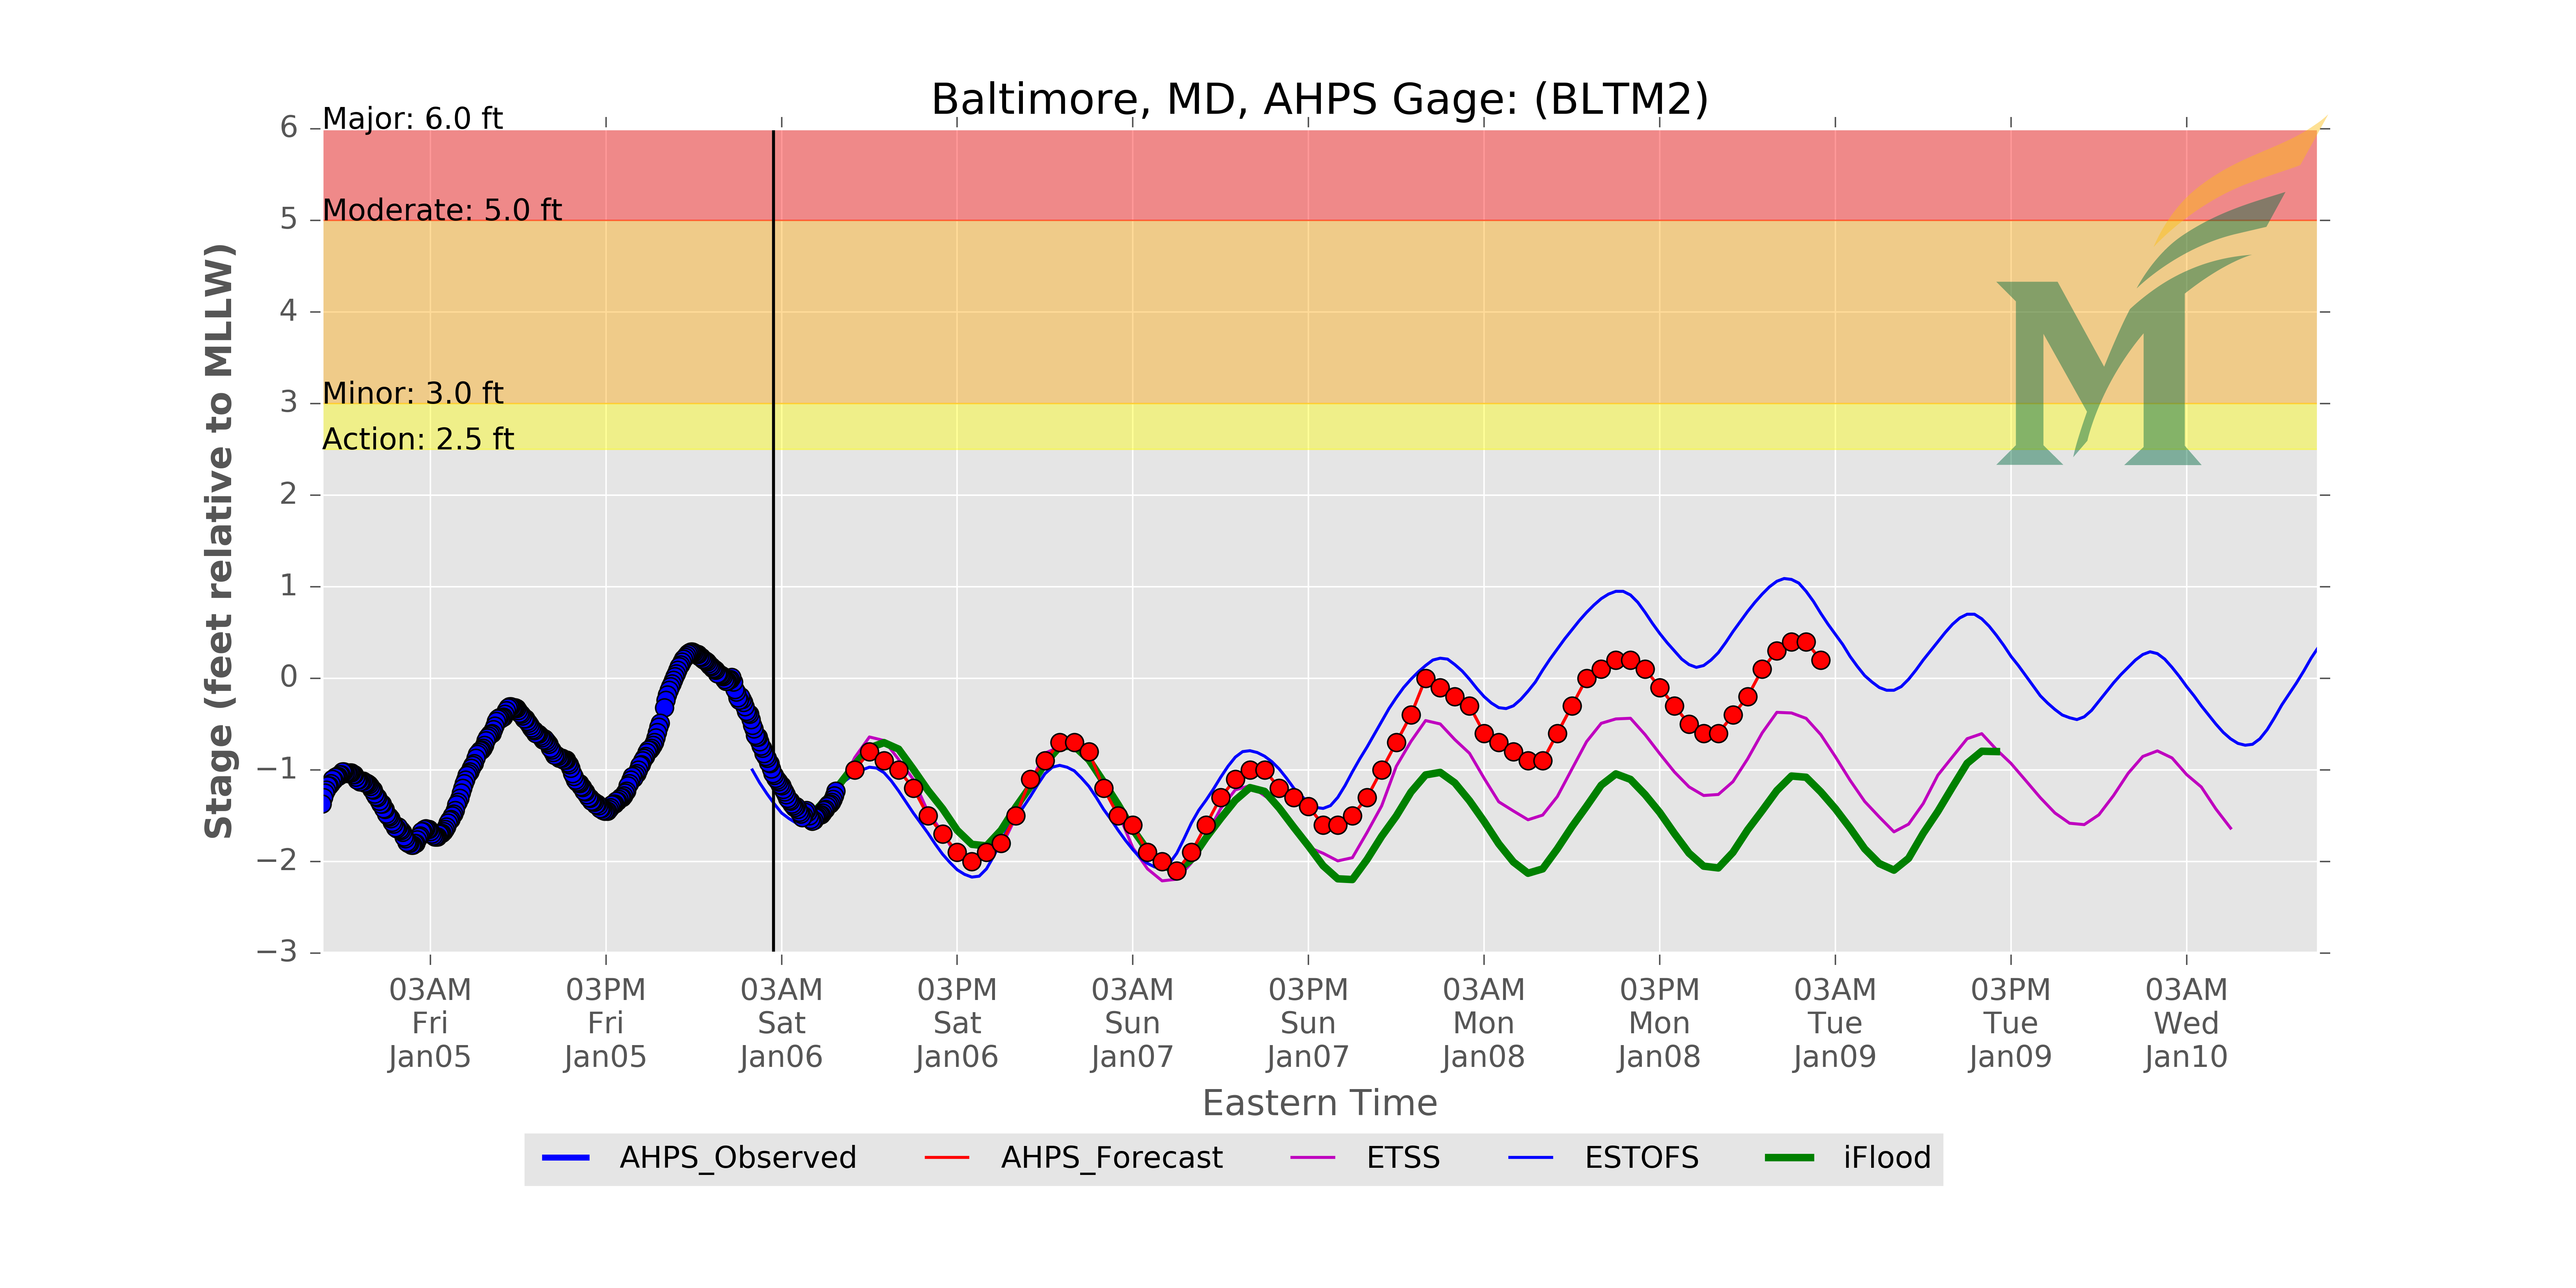 Baltimore, MD, AHPS Gage: (BLTM2)
Major: 6.0 ft
Moderate: 5.0 ft
Minor: 3.0 ft
Action: 2.5 ft
6
5
4
3
2
1
0
−1
−2
−3
Stage (feet relative to MLLW)
M
03AM 03PM 03AM 03PM 03AM 03PM 03AM 03PM 03AM 03PM 03AM
Fri Fri Sat Sat Sun Sun Mon Mon Tue Tue Wed
Jan05 Jan05 Jan06 Jan06 Jan07 Jan07 Jan08 Jan08 Jan09 Jan09 Jan10
Eastern Time
AHPS_Observed AHPS_Forecast ETSS ESTOFS iFlood